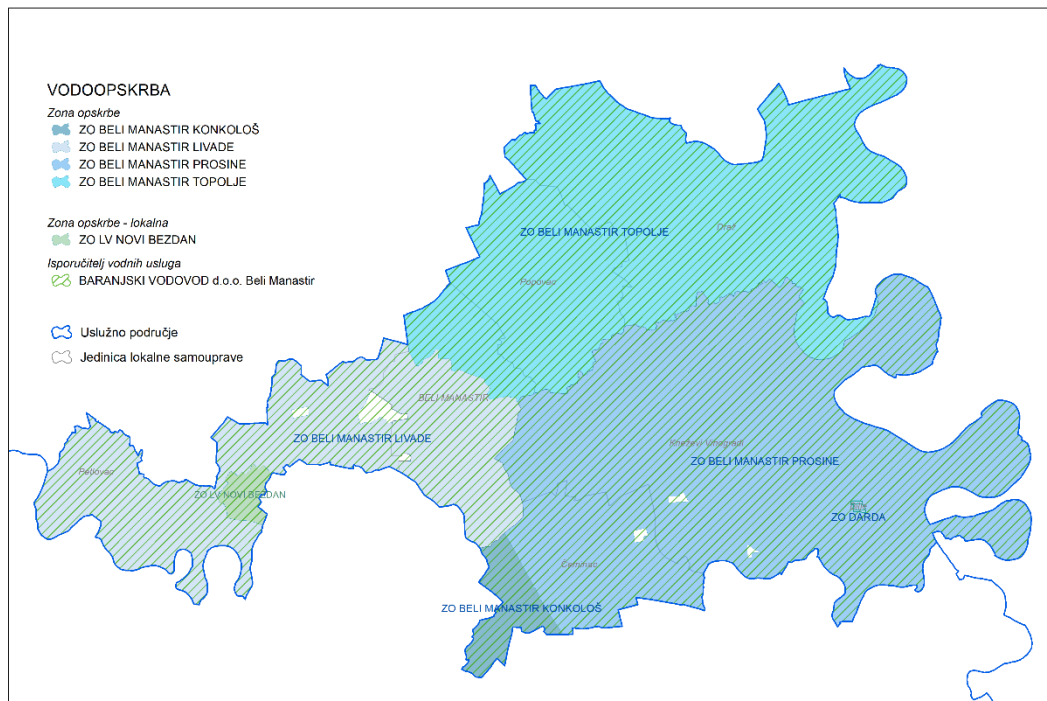 VODOOPSKRBA
Zona opskrbe
ZO BELI MANASTIR KONKOLOŠ
ZO BELI MANASTIR LIVADE
ZO BELI MANASTIR PROSINE
ZO BELI MANASTIR TOPOLJE
Zona opskrbe - lokalna
ZO LV NOVI BEZDAN
Isporučitelj vodnih usluga
BARANJSKI VODOVOD d.o.o. Beli Manastir
Uslužno područje
Jedinica lokalne samouprave
Draž
ZO BELI MANASTIR TOPOLJE
Popovac
BELI MANASTIR
ZO BELI MANASTIR LIVADE
Kneževi Vinogradi
ZO BELI MANASTIR PROSINE
Petlovac
ZO LV NOVI BEZDAN
ZO DARDA
Čeminac
ZO BELI MANASTIR KONKOLOŠ